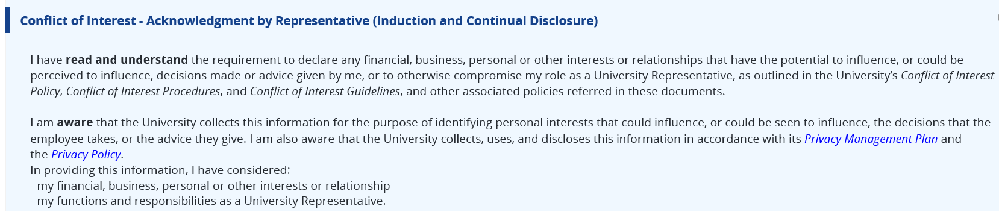 Conflict of Interest - Acknowledgment by Representative (Induction and Continual Disclosure)
I have read and understand the requirement to declare any financial, business, personal or other interests or relationships that have the potential to influence, or could be
perceived to influence, decisions made or advice given by me, or to otherwise compromise my role as a University Representative, as outlined in the University’s Conflict of Interest
Policy, Conflict of Interest Procedures, and Conflict of Interest Guidelines, and other associated policies referred in these documents.
I am aware that the University collects this information for the purpose of identifying personal interests that could influence, or could be seen to influence, the decisions that the
employee takes, or the advice they give. I am also aware that the University collects, uses, and discloses this information in accordance with its Privacy Management Plan and
the Privacy Policy.
In providing this information, I have considered:
- my financial, business, personal or other interests or relationship
- my functions and responsibilities as a University Representative.